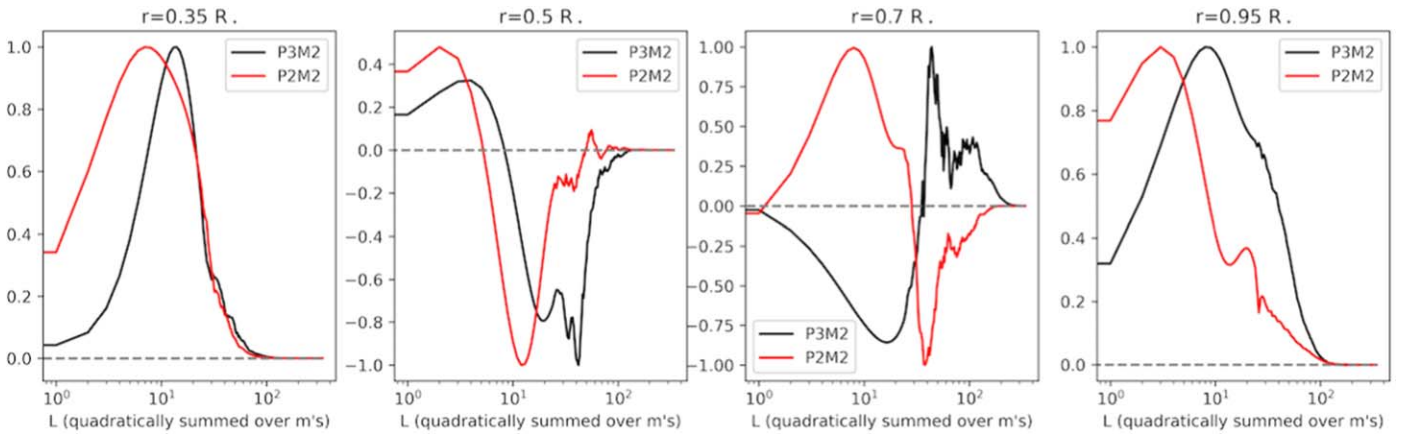 r=0.35 R .
1.0
0.8
0.6
0.4
0.2
0.0
P3M2
P2M2
10⁰ 10¹ 10²
L (quadratically summed over m's)
r=0.5 R .
0.4
0.2
0.0
−0.2
−0.4
−0.6
−0.8
−1.0
P3M2
P2M2
10¹ 10²
L (quadratically summed over m's)
r=0.7 R .
1.00
0.75
0.50
0.25
0.00
−0.25
−0.50
−0.75
−1.00
P3M2
P2M2
10⁰ 10¹ 10²
L (quadratically summed over m's)
r=0.95 R .
1.0
0.8
0.6
0.4
0.2
0.0
P3M2
P2M2
10⁰ 10¹ 10²
L (quadratically summed over m's)